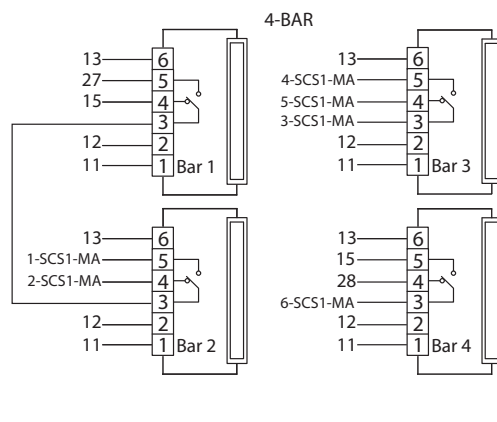 4-BAR
13 6
27 5
15 4
3
12 2
11 1 Bar 1
13 6
4-SCS1-MA 5
5-SCS1-MA 4
3-SCS1-MA 3
12 2
11 1 Bar 3
13 6
1-SCS1-MA 5
2-SCS1-MA 4
3
12 2
11 1 Bar 2
13 6
15 5
28 4
6-SCS1-MA 3
12 2
11 1 Bar 4